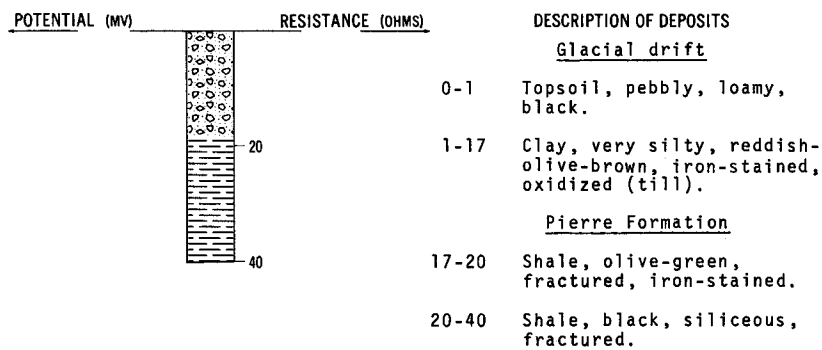 POTENTIAL (MV) RESISTANCE (OHMS) DESCRIPTION OF DEPOSITS
Glacial drift
0-1 Topsoil, pebbly, loamy,
black.
20
1-17 Clay, very silty, reddish-
olive-brown, iron-stained,
oxidized (till).
Pierre Formation
40
17-20 Shale, olive-green,
fractured, iron-stained.
20-40 Shale, black, siliceous,
fractured.